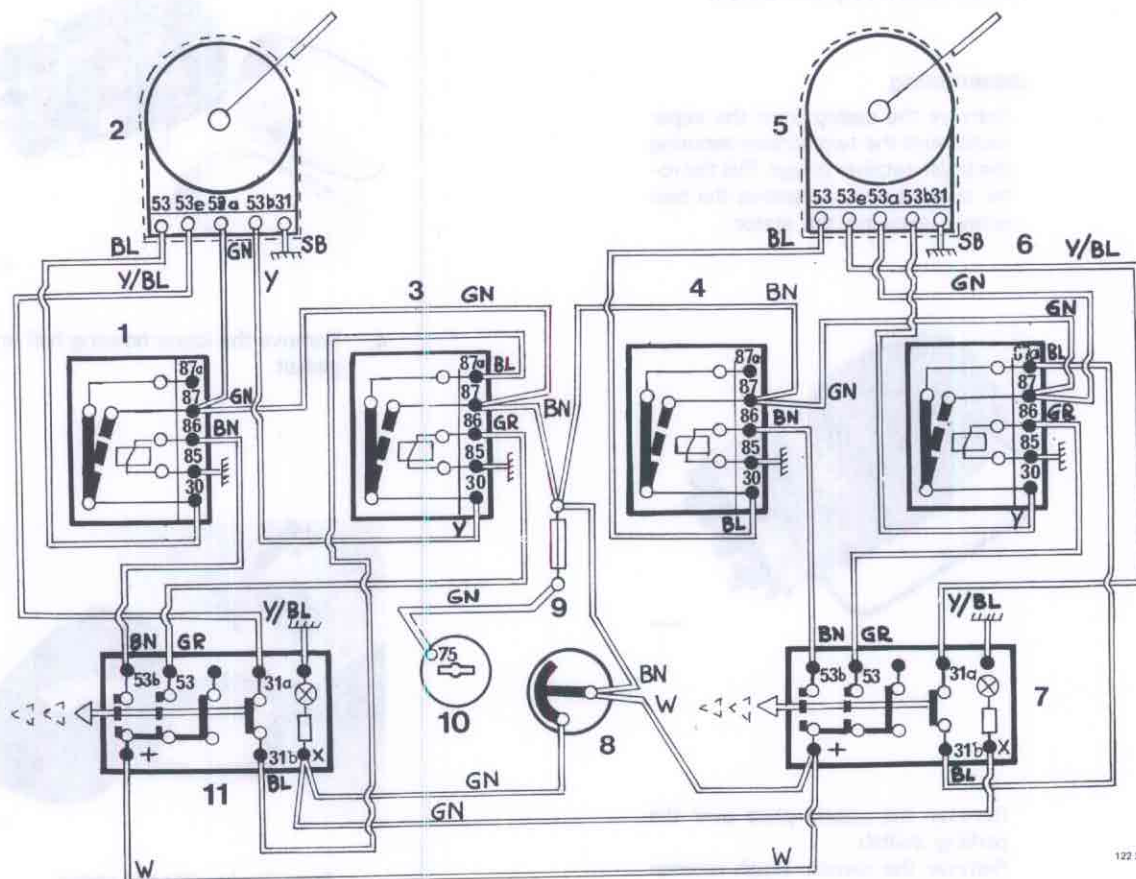 2
53 53e 53a 53b 31
BL
Y/BL
GN
Y
SB
5
53 53e 53a 53b 31
BL
SB
6
Y/BL
GN
GN
3
GN
4
BN
1
87a
87
86
85
30
GN
BN
87a
87
86
85
30
BL
GR
Y
BN
87a
87
86
85
30
BN
BL
GN
87a
87
86
85
30
BL
GR
Y
9
GN
BN GR
Y/BL
53b 53 31a
+ 31b X
BL
11
75
10
BN
W
8
GN
GN
BN GR
Y/BL
53b 53 31a
+ 31b X
BL
7
W
W
122